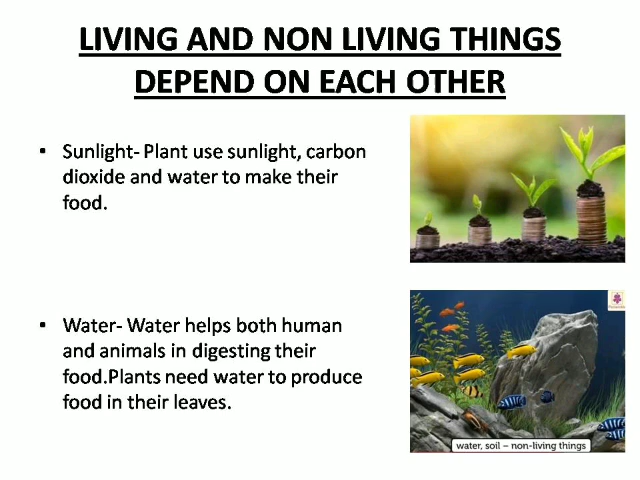 LIVING AND NON LIVING THINGS
DEPEND ON EACH OTHER
• Sunlight- Plant use sunlight, carbon
dioxide and water to make their
food.
• Water- Water helps both human
and animals in digesting their
food.Plants need water to produce
food in their leaves.
water, soil – non-living things